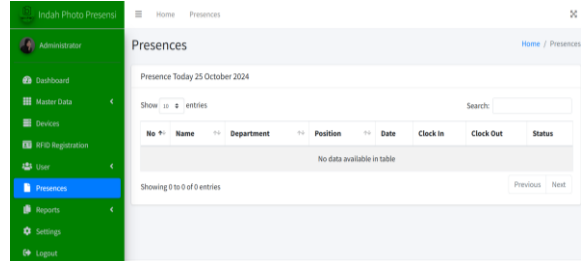 Indah Photo Presensi
Home Presences
Administrator
Presences
Home / Presences
Dashboard
Master Data
Devices
RFID Registration
User
Presences
Reports
Settings
Logout
Presence Today 25 October 2024
Show 10 entries
Search:
No Name Department Position Date Clock In Clock Out Status
No data available in table
Showing 0 to 0 of 0 entries
Previous Next